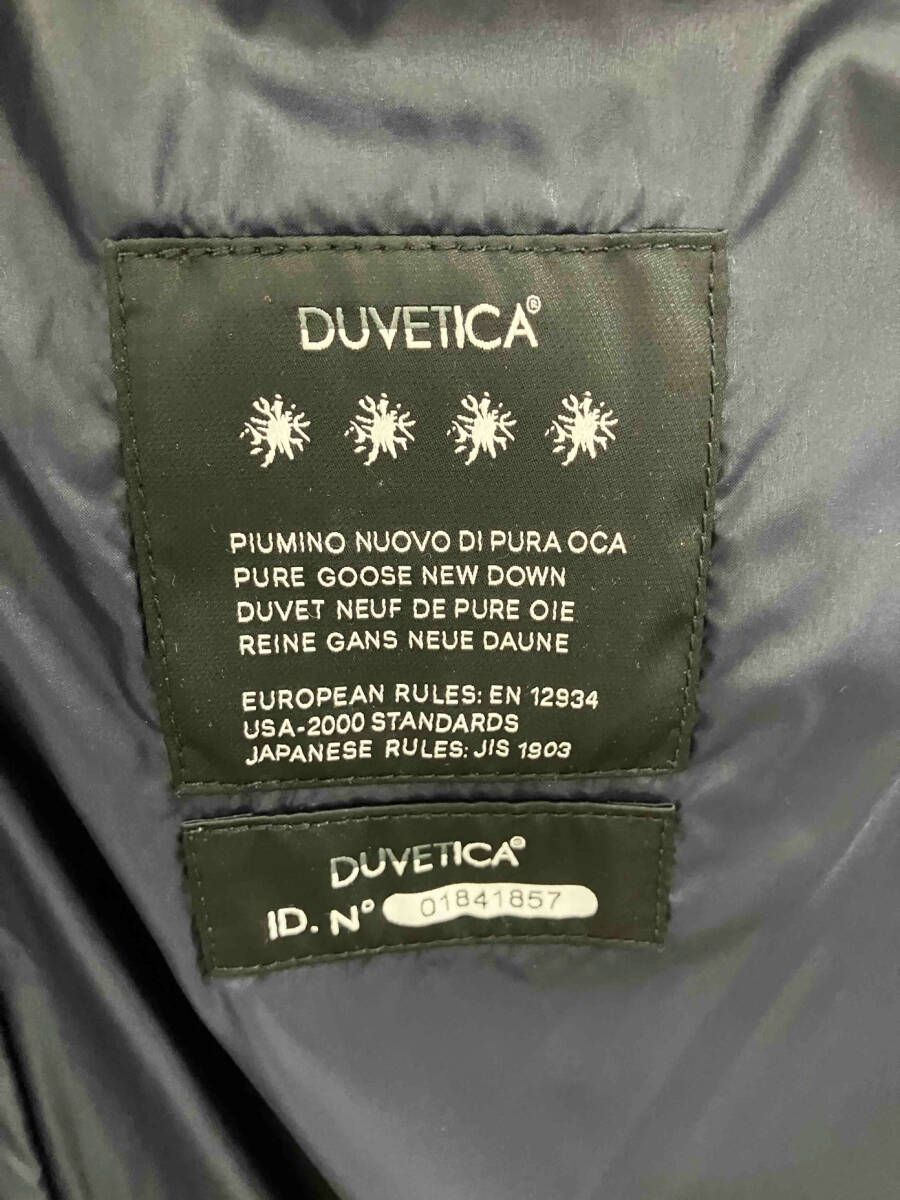 DUVETICA®
PIUMINO NUOVO DI PURA OCA
PURE GOOSE NEW DOWN
DUVET NEUF DE PURE OIE
REINE GANS NEUE DAUNE
EUROPEAN RULES: EN 12934
USA-2000 STANDARDS
JAPANESE RULES: JIS 1903
DUVETICA®
ID. N° 01841857